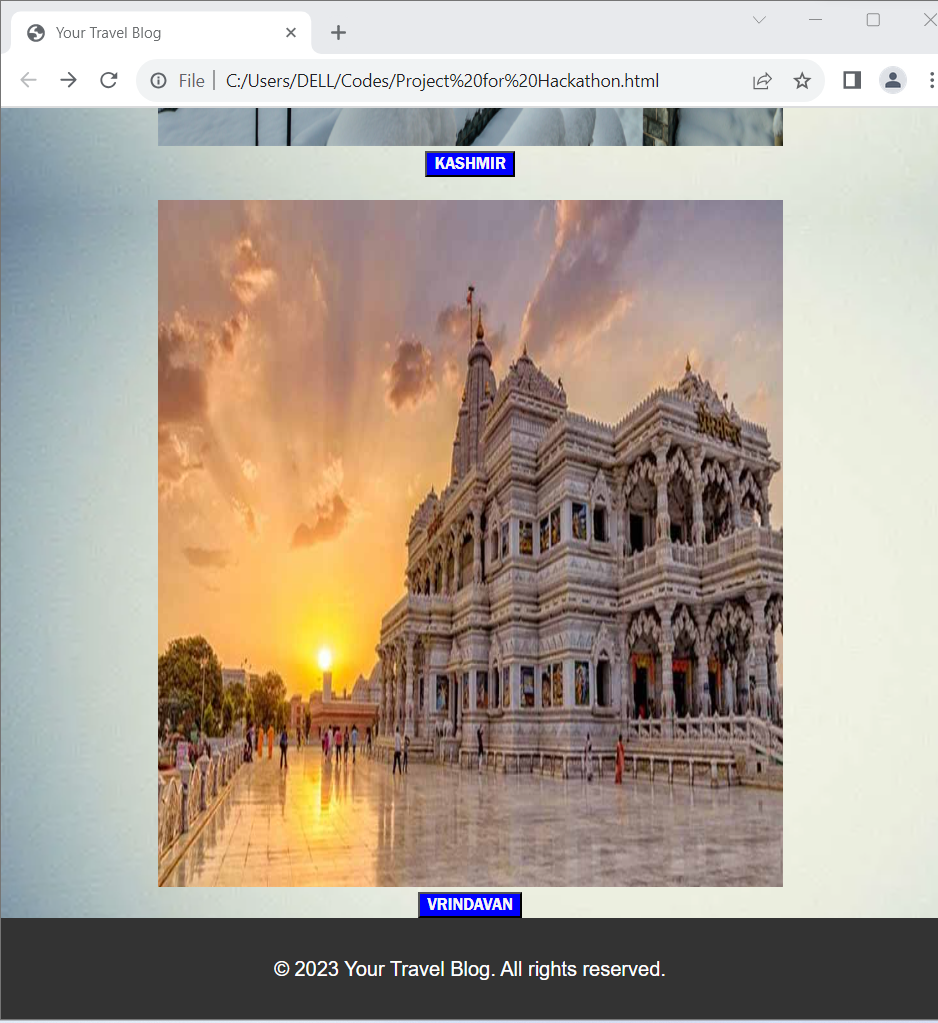 Your Travel Blog
File C:/Users/DELL/Codes/Project%20for%20Hackathon.html
KASHMIR
प्रेममन्दिर
VRINDAVAN
© 2023 Your Travel Blog. All rights reserved.